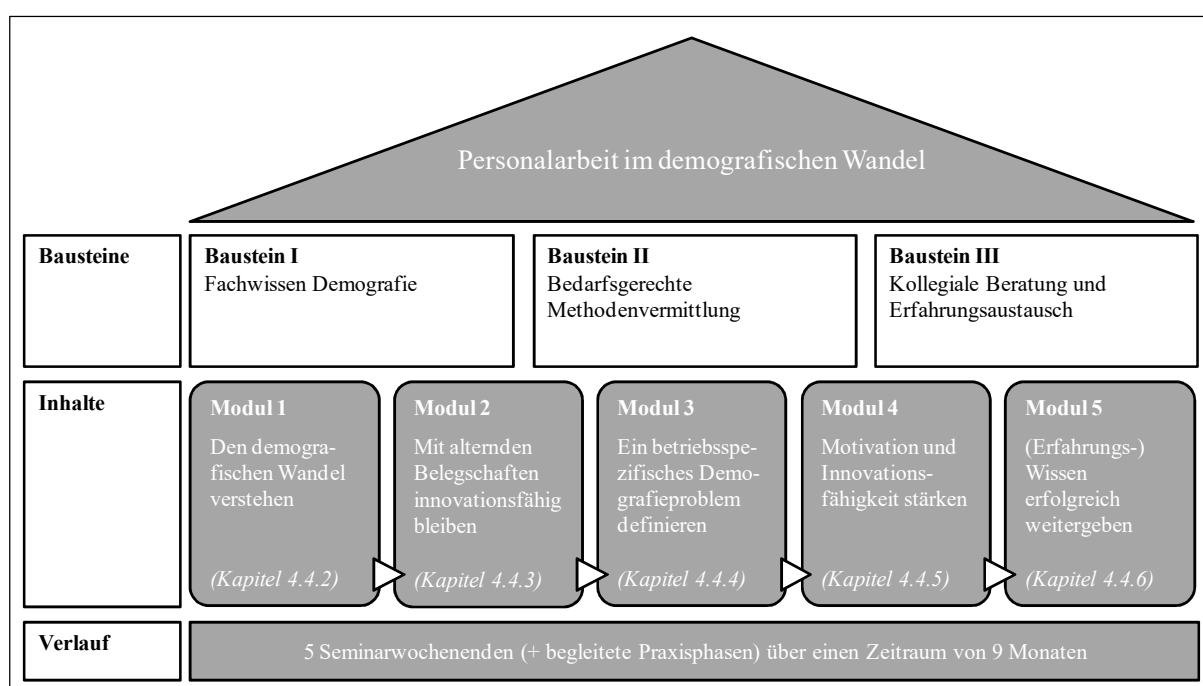 Personalarbeit im demografischen Wandel
Bausteine
Baustein I
Fachwissen Demografie
Baustein II
Bedarfsgerechte
Methodenvermittlung
Baustein III
Kollegiale Beratung und
Erfahrungsaustausch
Inhalte
Modul 1
Den demogra-
fischen Wandel
verstehen
(Kapitel 4.4.2)
Modul 2
Mit alternden
Belegschaften
innovationsfähig
bleiben
(Kapitel 4.4.3)
Modul 3
Ein betriebsspe-
zifisches Demo-
grafieproblem
definieren
(Kapitel 4.4.4)
Modul 4
Motivation und
Innovations-
fähigkeit stärken
(Kapitel 4.4.5)
Modul 5
(Erfahrungs-)
Wissen
erfolgreich
weitergeben
(Kapitel 4.4.6)
Verlauf
5 Seminarwochenenden (+ begleitete Praxisphasen) über einen Zeitraum von 9 Monaten